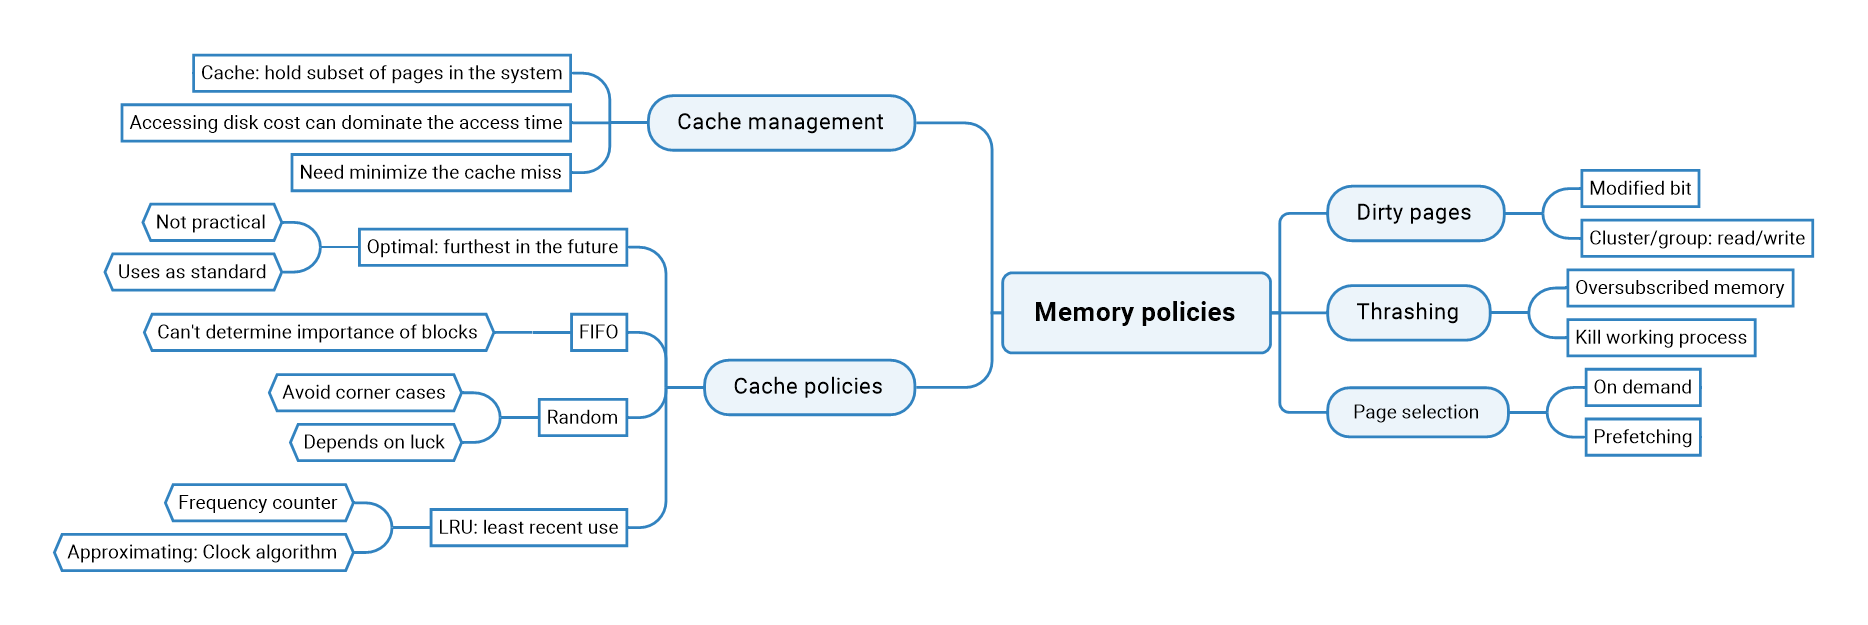 Memory policies
Cache management
Cache: hold subset of pages in the system
Accessing disk cost can dominate the access time
Need minimize the cache miss
Cache policies
Optimal: furthest in the future
Not practical
Uses as standard
FIFO
Can't determine importance of blocks
Random
Avoid corner cases
Depends on luck
LRU: least recent use
Frequency counter
Approximating: Clock algorithm
Dirty pages
Modified bit
Cluster/group: read/write
Thrashing
Oversubscribed memory
Kill working process
Page selection
On demand
Prefetching